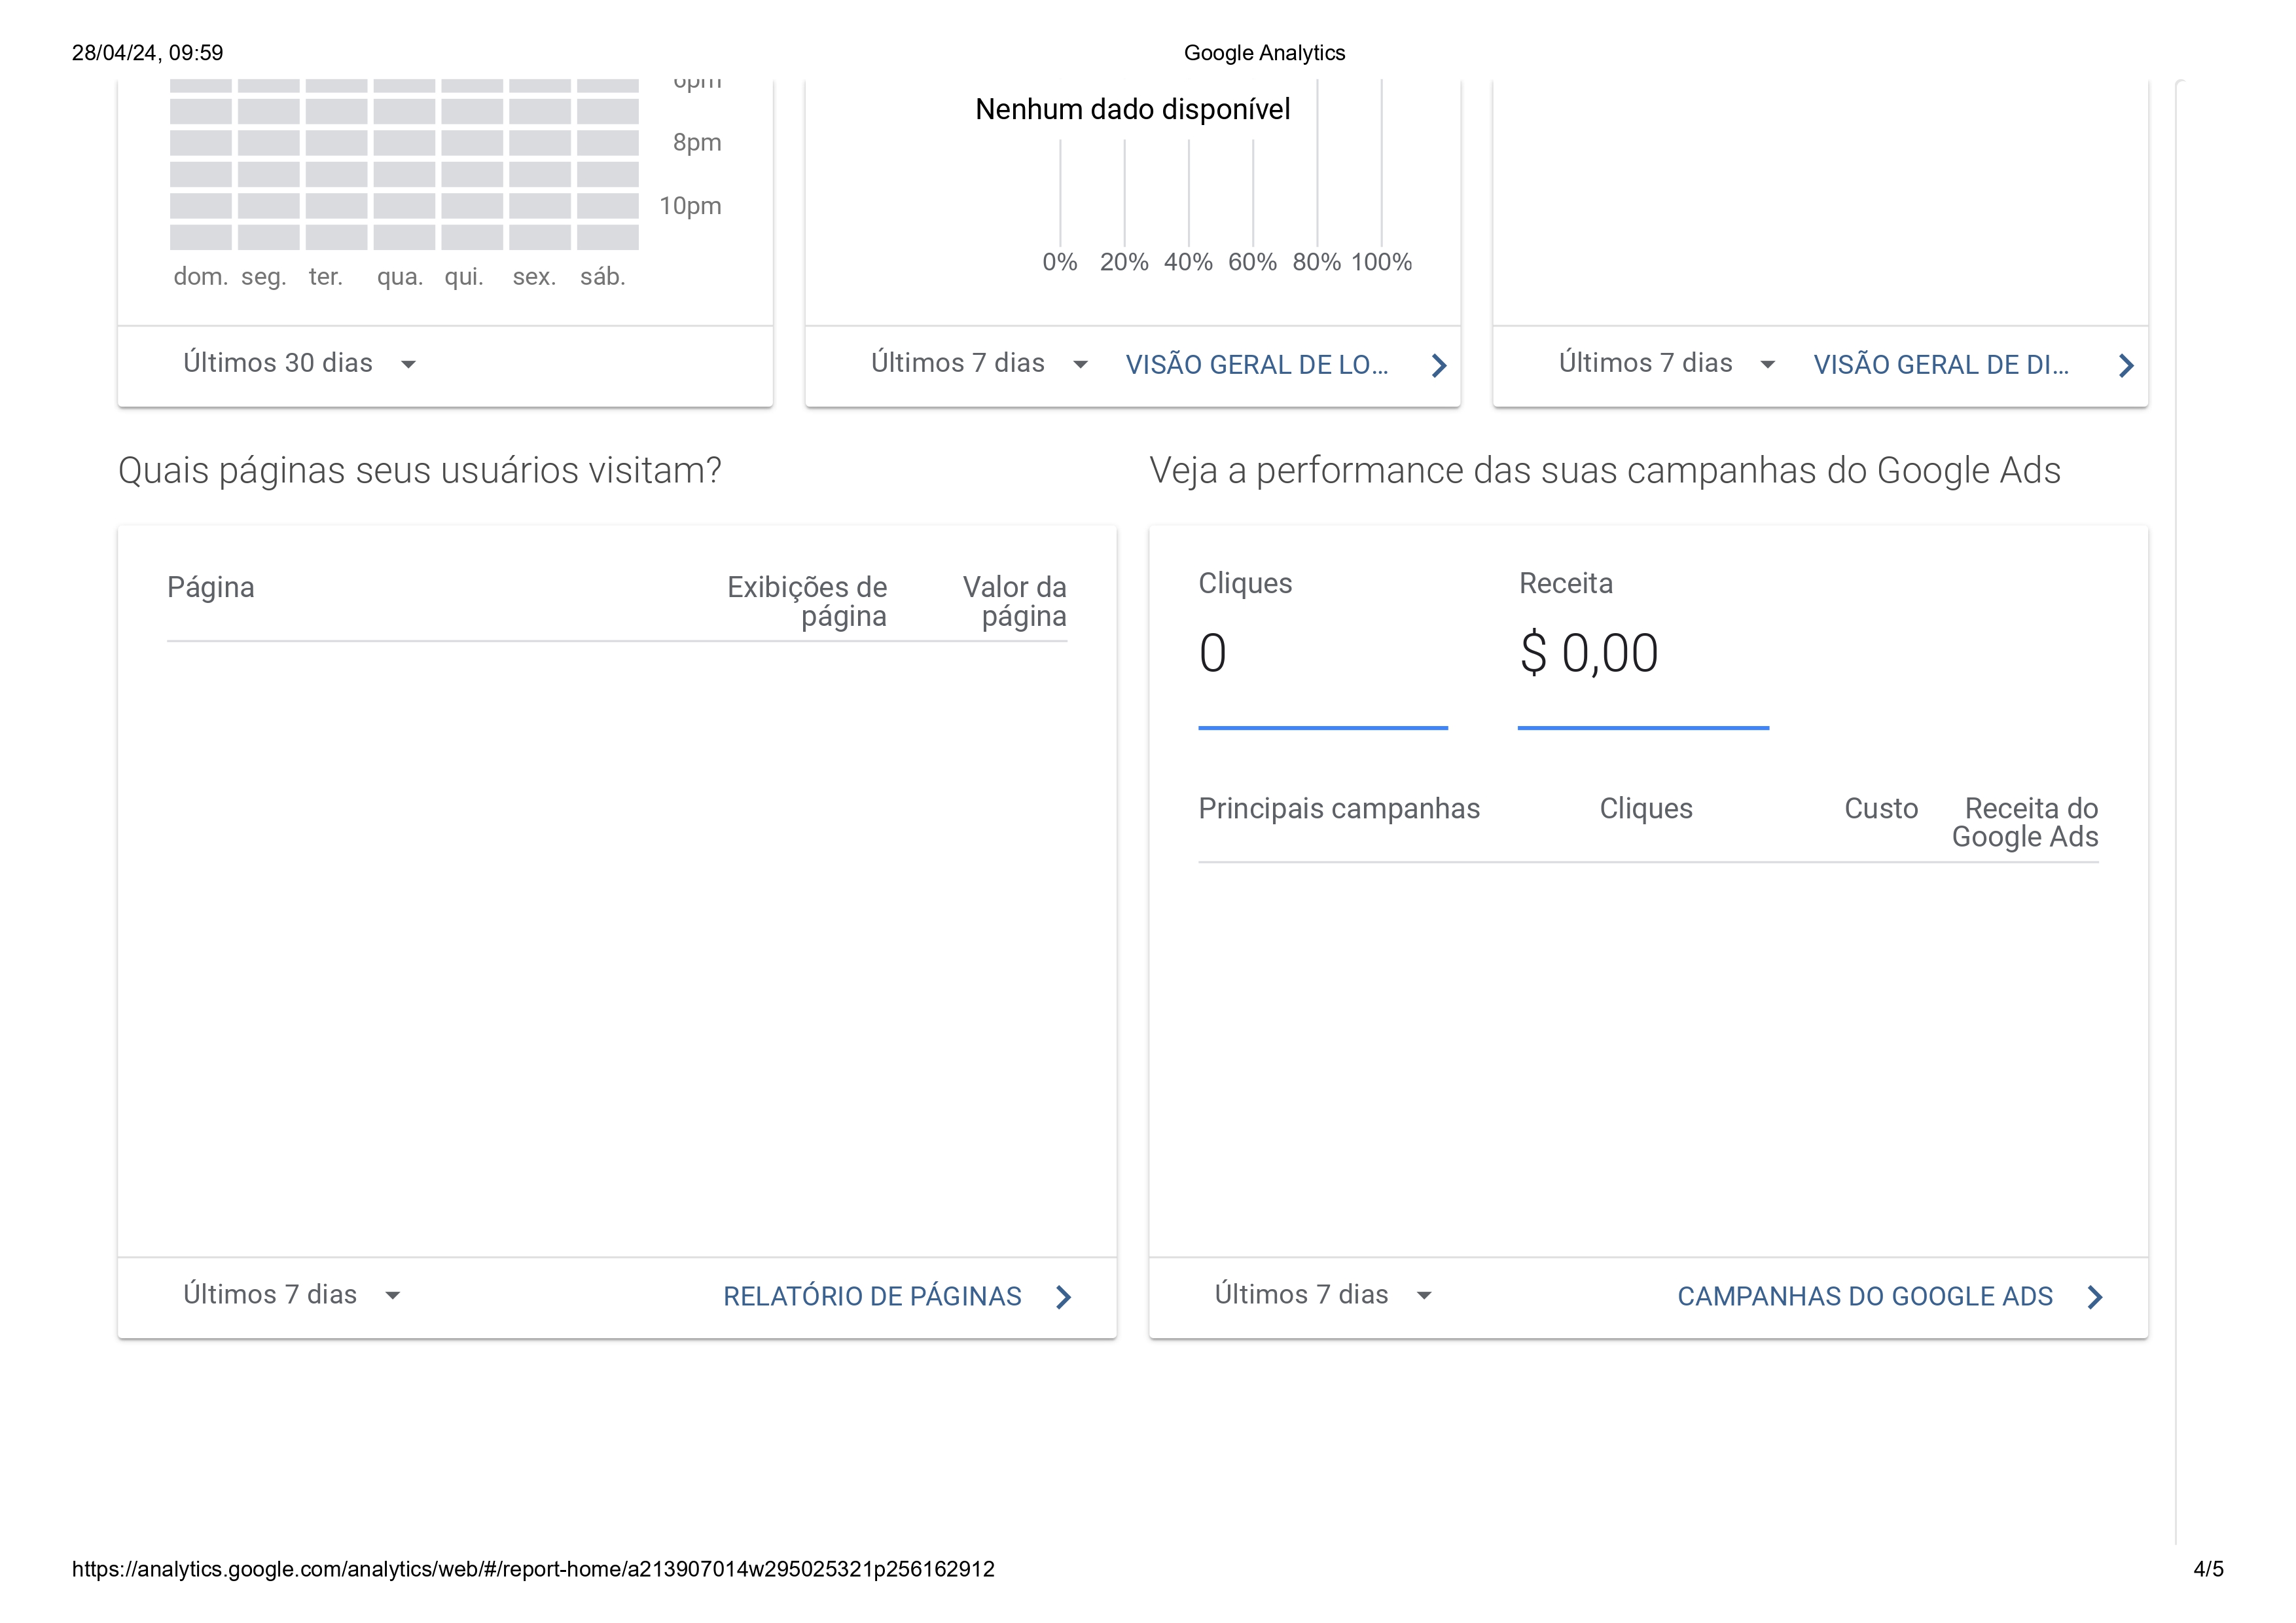 28/04/24, 09:59
Google Analytics
6pm
8pm
10pm
dom. seg. ter. qua. qui. sex. sáb.
Últimos 30 dias
Nenhum dado disponível
0% 20% 40% 60% 80% 100%
Últimos 7 dias
VISÃO GERAL DE LO...
Últimos 7 dias
VISÃO GERAL DE DI...
Quais páginas seus usuários visitam?
Página
Exibições de
página
Valor da
página
Últimos 7 dias
RELATÓRIO DE PÁGINAS
Veja a performance das suas campanhas do Google Ads
Cliques
0
Receita
$ 0,00
Principais campanhas
Cliques
Custo
Receita do
Google Ads
Últimos 7 dias
CAMPANHAS DO GOOGLE ADS
https://analytics.google.com/analytics/web/#/report-home/a213907014w295025321p256162912
4/5